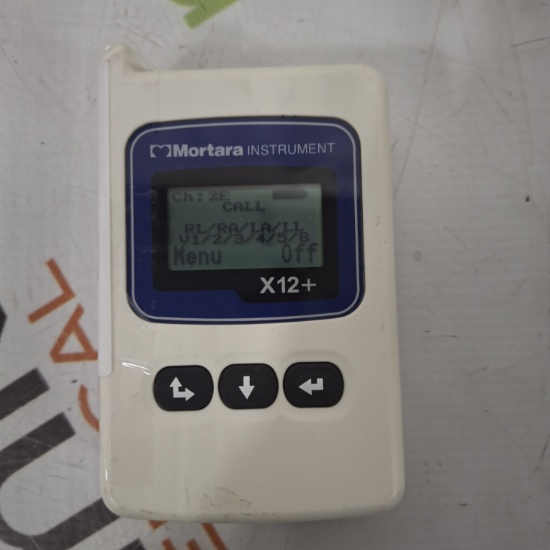 Mortara INSTRUMENT
Ch: 2E
CALL
RL/RA/LA/LL
V1/2/3/4/5/6
Menu Off
X12+